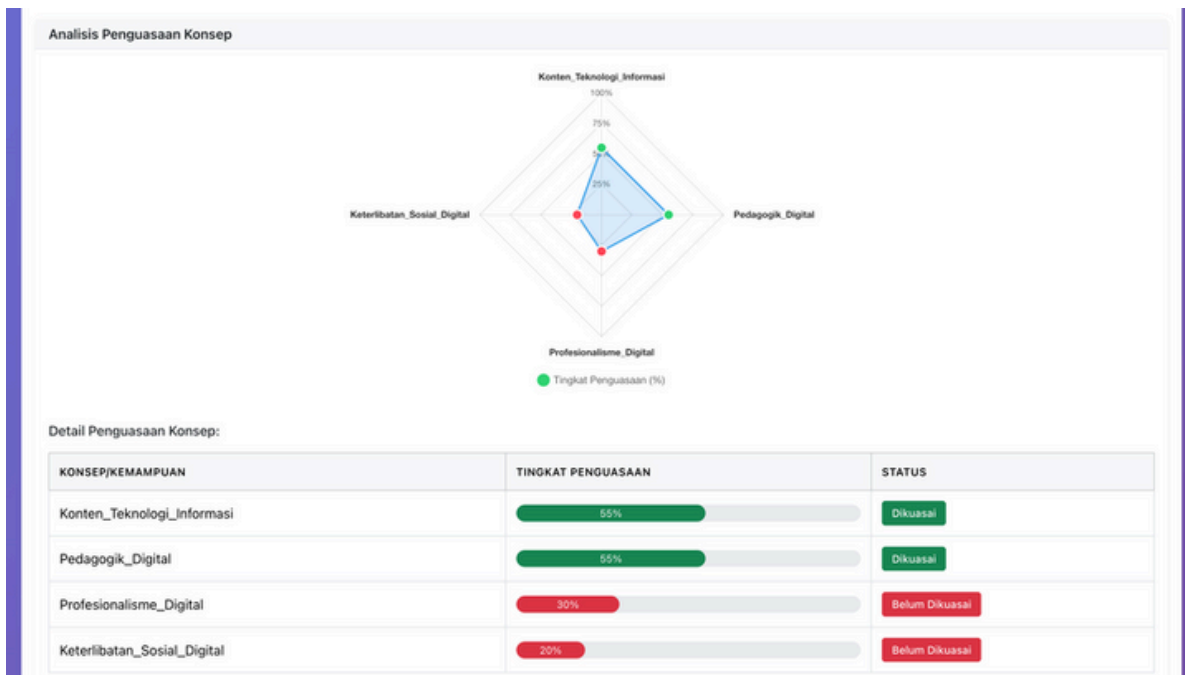 Analisis Penguasaan Konsep
Konten_Teknologi_Informasi
100%
75%
25%
Keterlibatan_Sosial_Digital
Pedagogik_Digital
Profesionalisme_Digital
Tingkat Penguasaan (%)
Detail Penguasaan Konsep:
KONSEP/KEMAMPUAN TINGKAT PENGUASAAN STATUS
Konten_Teknologi_Informasi 55% Dikuasai
Pedagogik_Digital 55% Dikuasai
Profesionalisme_Digital 30% Belum Dikuasai
Keterlibatan_Sosial_Digital 20% Belum Dikuasai